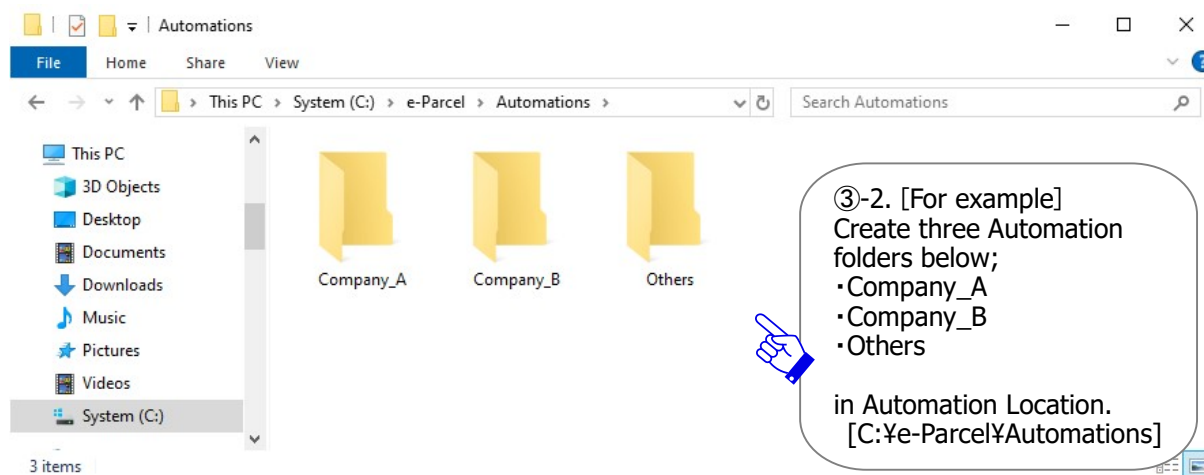 Automations
File Home Share View
This PC > System (C:) > e-Parcel > Automations >
Search Automations
This PC
3D Objects
Desktop
Documents
Downloads
Music
Pictures
Videos
System (C:)
Company_A
Company_B
Others
③-2. [For example]
Create three Automation
folders below;
・Company_A
・Company_B
・Others
in Automation Location.
[C:¥e-Parcel¥Automations]
3 items